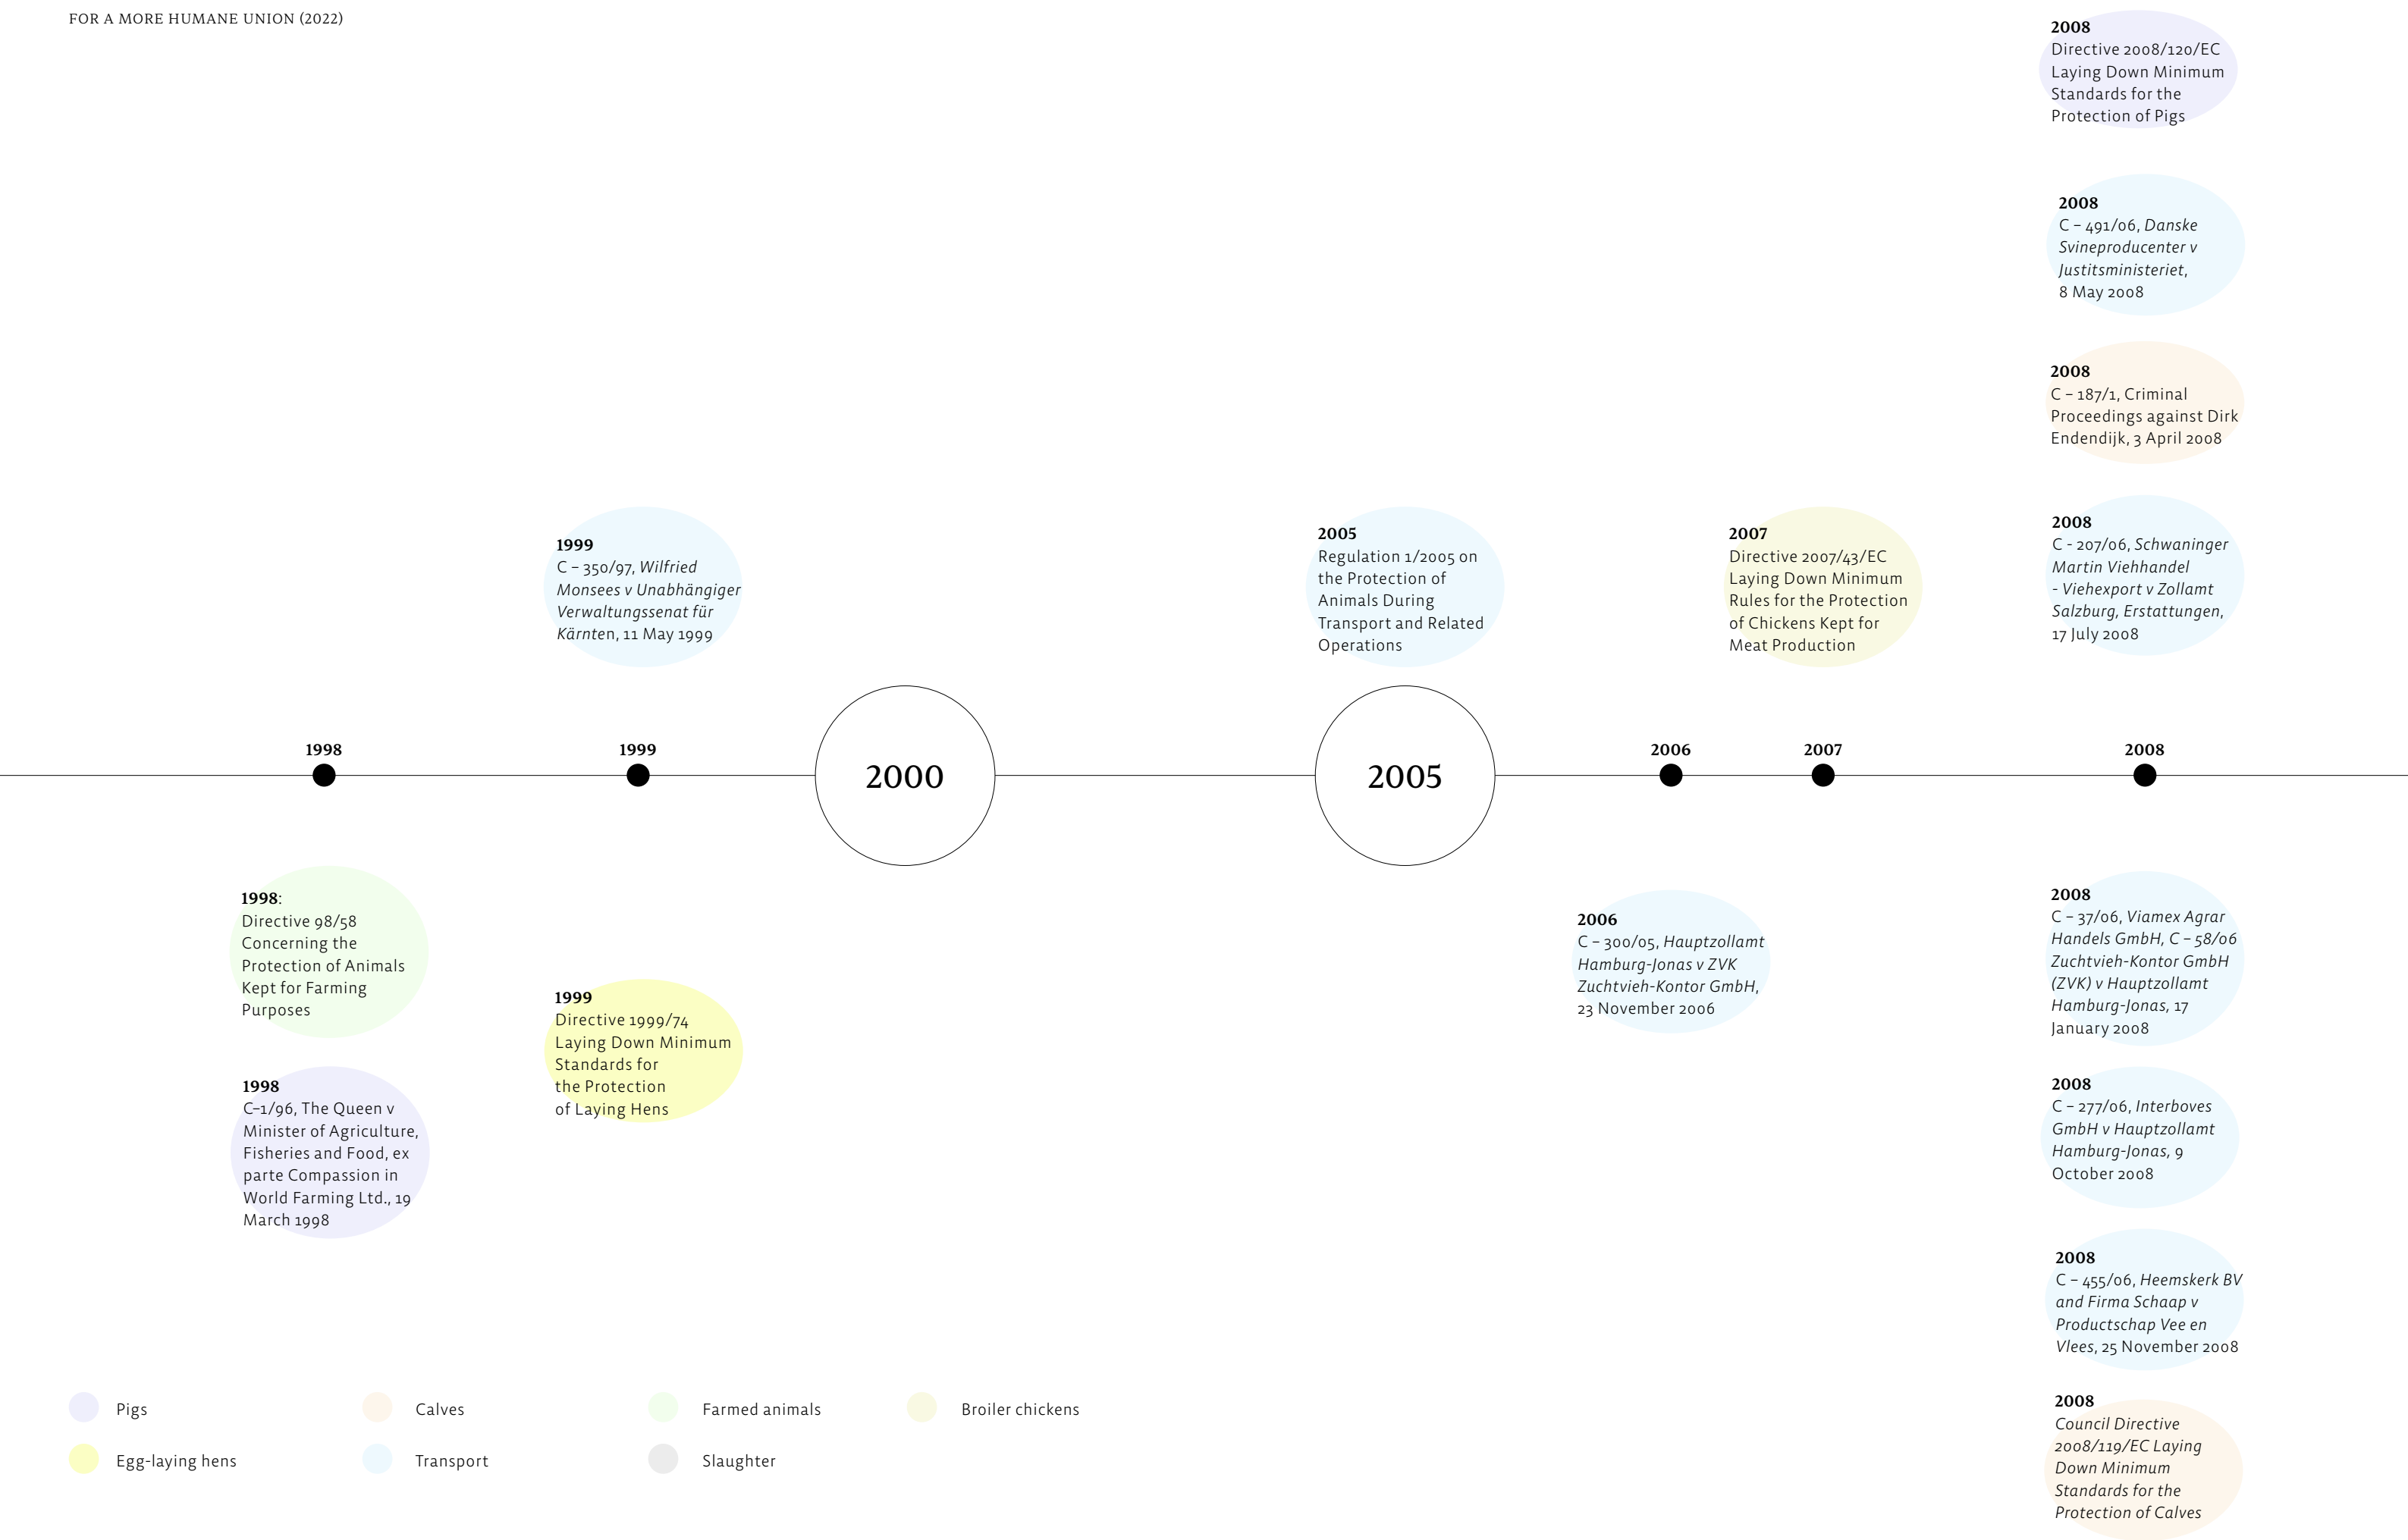 FOR A MORE HUMANE UNION (2022)
2008
Directive 2008/120/EC
Laying Down Minimum
Standards for the
Protection of Pigs
2008
C – 491/06, Danske
Svineproducenter v
Justitsministeriet,
8 May 2008
2008
C – 187/1, Criminal
Proceedings against Dirk
Endendijk, 3 April 2008
1999
C – 350/97, Wilfried
Monsees v Unabhängiger
Verwaltungssenat für
Kärnten, 11 May 1999
2005
Regulation 1/2005 on
the Protection of
Animals During
Transport and Related
Operations
2007
Directive 2007/43/EC
Laying Down Minimum
Rules for the Protection
of Chickens Kept for
Meat Production
2008
C - 207/06, Schwaninger
Martin Viehhandel
- Viehexport v Zollamt
Salzburg, Erstattungen,
17 July 2008
1998
1999
2000
2005
2006
2007
2008
1998:
Directive 98/58
Concerning the
Protection of Animals
Kept for Farming
Purposes
1998
C–1/96, The Queen v
Minister of Agriculture,
Fisheries and Food, ex
parte Compassion in
World Farming Ltd., 19
March 1998
1999
Directive 1999/74
Laying Down Minimum
Standards for
the Protection
of Laying Hens
2006
C – 300/05, Hauptzollamt
Hamburg-Jonas v ZVK
Zuchtvieh-Kontor GmbH,
23 November 2006
2008
C – 37/06, Viamex Agrar
Handels GmbH, C – 58/06
Zuchtvieh-Kontor GmbH
(ZVK) v Hauptzollamt
Hamburg-Jonas, 17
January 2008
2008
C – 277/06, Interboves
GmbH v Hauptzollamt
Hamburg-Jonas, 9
October 2008
2008
C – 455/06, Heemskerk BV
and Firma Schaap v
Productschap Vee en
Vlees, 25 November 2008
2008
Council Directive
2008/119/EC Laying
Down Minimum
Standards for the
Protection of Calves
Pigs
Calves
Farmed animals
Broiler chickens
Egg-laying hens
Transport
Slaughter